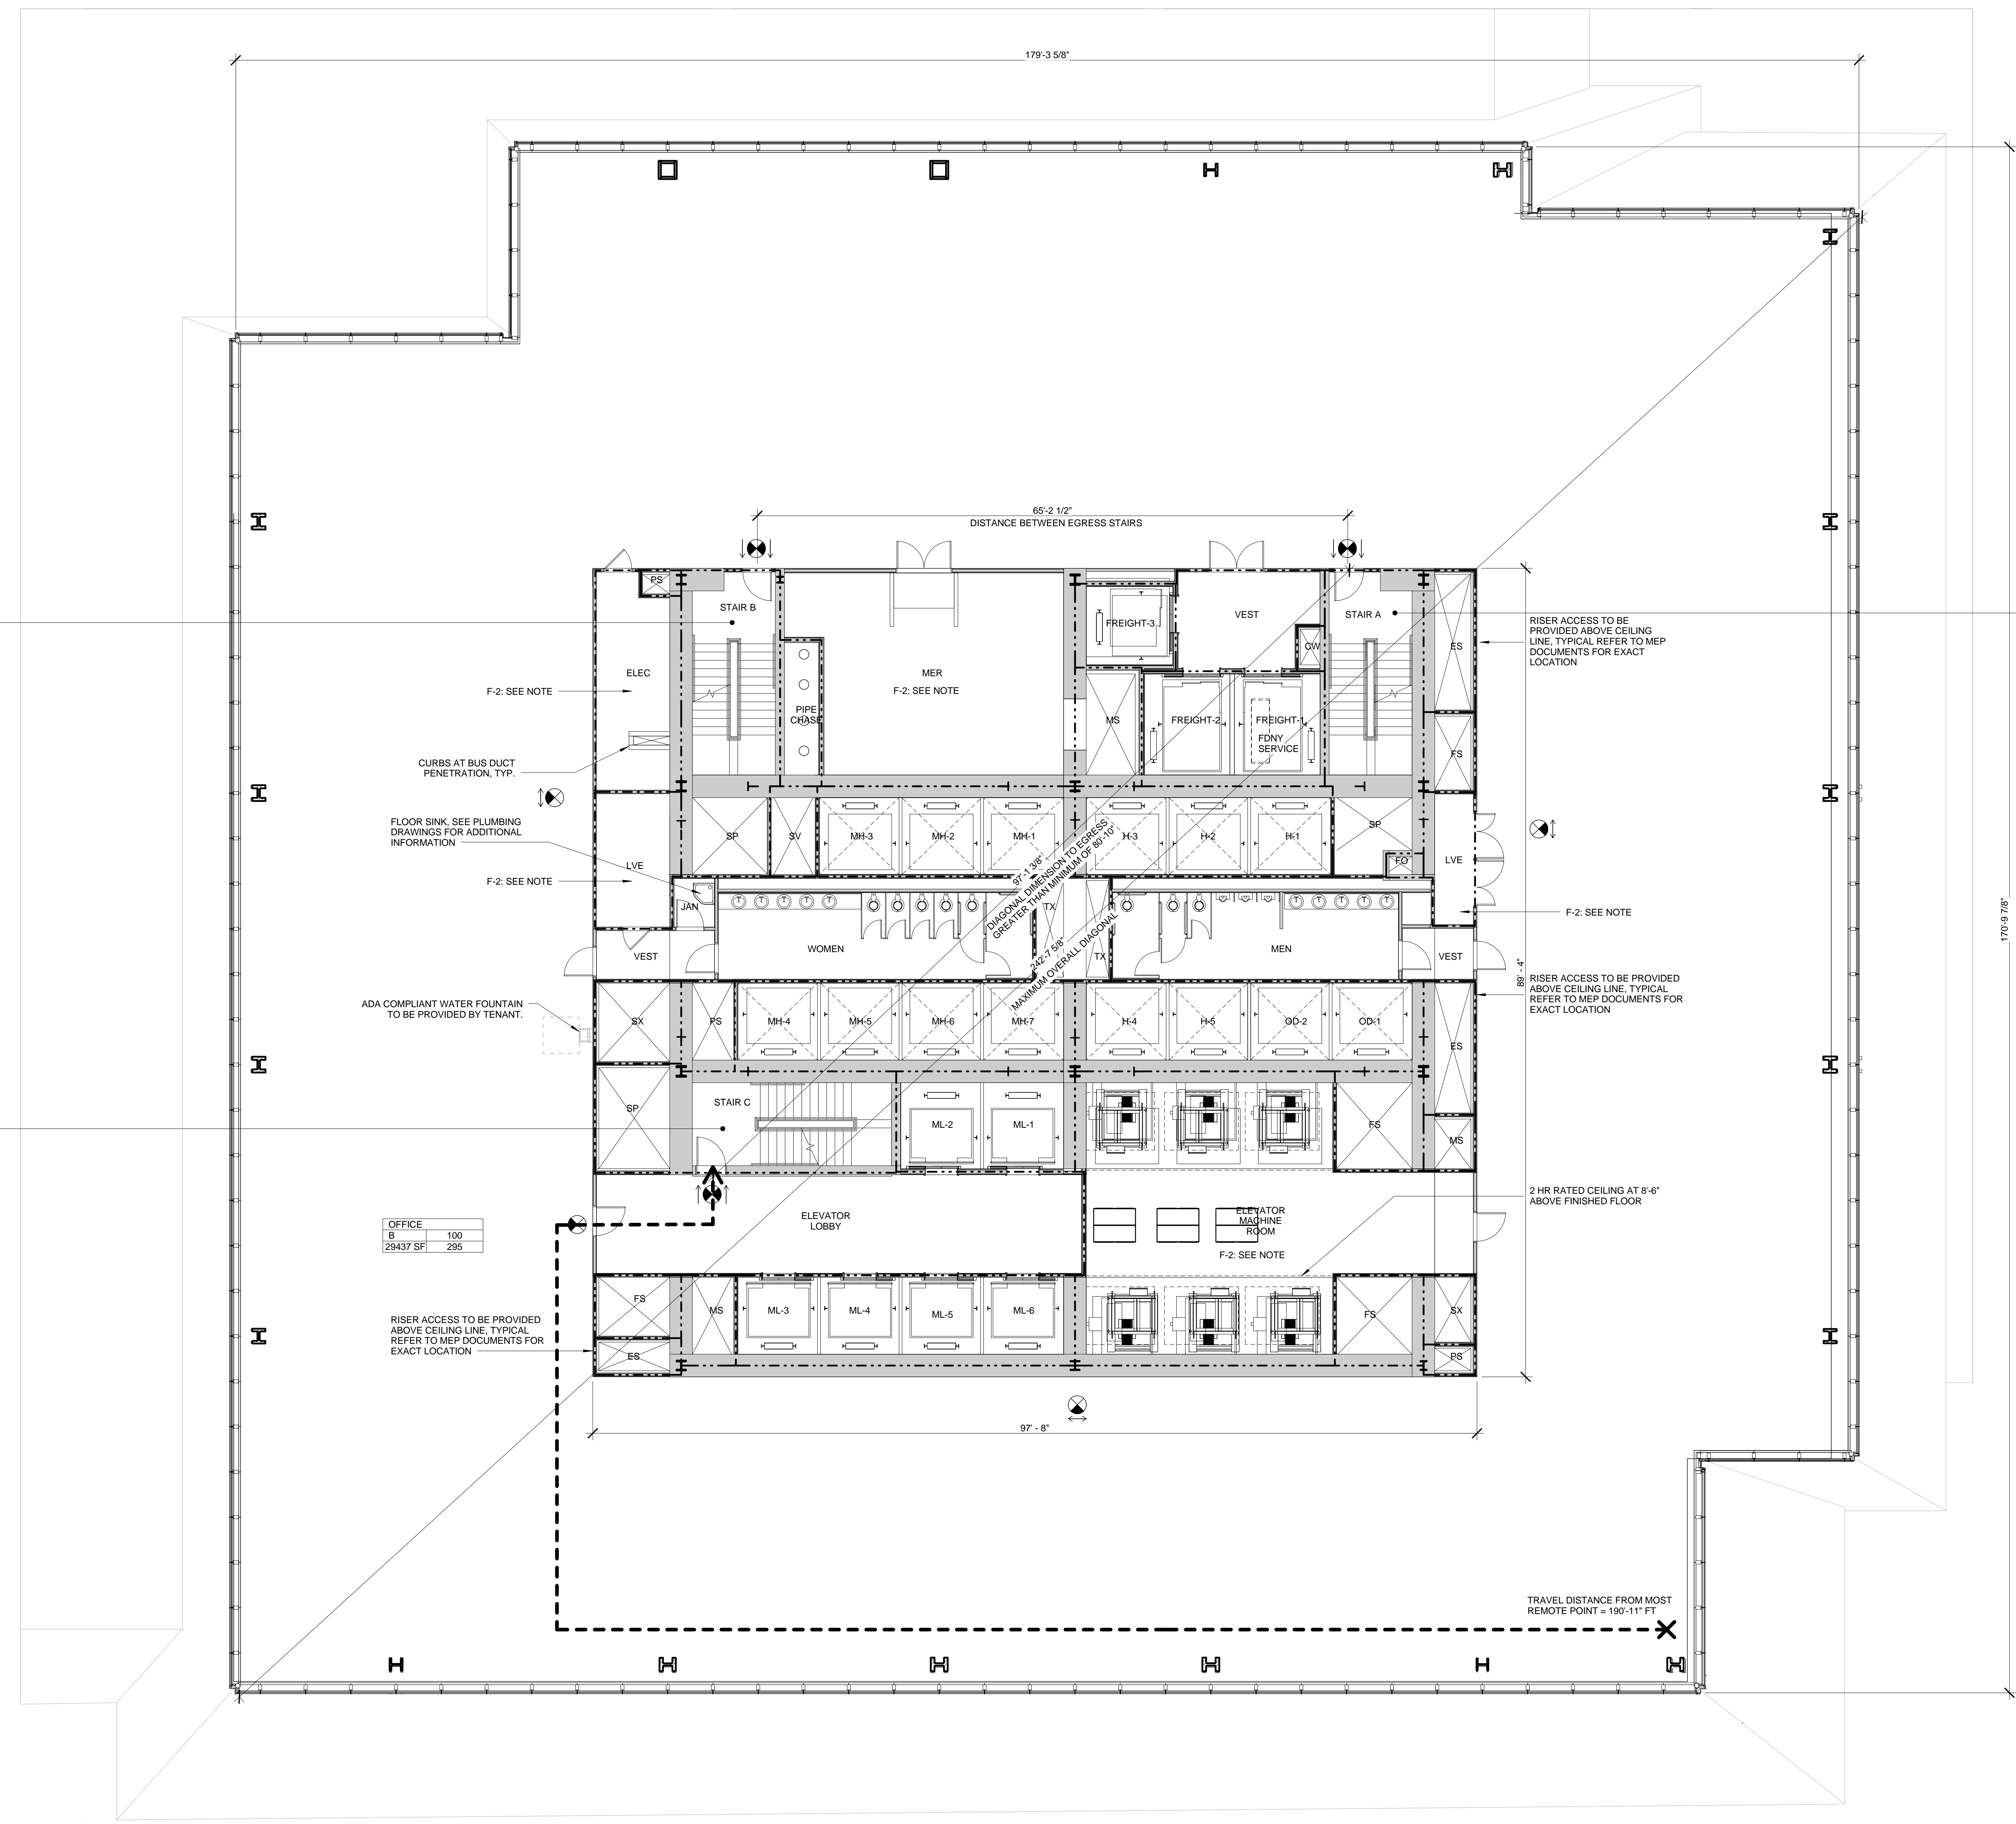 179'-3 5/8"
65'-2 1/2"
DISTANCE BETWEEN EGRESS STAIRS
PS
STAIR B
FREIGHT-3
VEST
STAIR A
RISER ACCESS TO BE
PROVIDED ABOVE CEILING
LINE, TYPICAL REFER TO MEP
DOCUMENTS FOR EXACT
LOCATION
CW
ES
ELEC
MER
F-2: SEE NOTE
F-2: SEE NOTE
PIPE
CHASE
MS
FREIGHT-2
FREIGHT-1
FDNY
SERVICE
FS
CURBS AT BUS DUCT
PENETRATION, TYP.
FLOOR SINK, SEE PLUMBING
DRAWINGS FOR ADDITIONAL
INFORMATION
SP
SV
MH-3
MH-2
MH-1
H-3
H-2
H-1
SP
FO
LVE
LVE
F-2: SEE NOTE
97'-1 3/8"
DIAGONAL DIMENSION TO EGRESS
GREATER THAN MINIMUM OF 80'-10"
JAN
TX
F-2: SEE NOTE
170'-9 7/8"
VEST
WOMEN
242'-7 5/8"
MAXIMUM OVERALL DIAGONAL
TX
MEN
VEST
89' - 4"
RISER ACCESS TO BE PROVIDED
ABOVE CEILING LINE, TYPICAL
REFER TO MEP DOCUMENTS FOR
EXACT LOCATION
ADA COMPLIANT WATER FOUNTAIN
TO BE PROVIDED BY TENANT.
SX
PS
MH-4
MH-5
MH-6
MH-7
H-4
H-5
OD-2
OD-1
ES
STAIR C
SP
ML-2
ML-1
FS
MS
2 HR RATED CEILING AT 8'-6"
ABOVE FINISHED FLOOR
ELEVATOR
LOBBY
ELEVATOR
MACHINE
ROOM
F-2: SEE NOTE
OFFICE
B 100
29437 SF 295
FS
MS
ML-3
ML-4
ML-5
ML-6
FS
SX
RISER ACCESS TO BE PROVIDED
ABOVE CEILING LINE, TYPICAL
REFER TO MEP DOCUMENTS FOR
EXACT LOCATION
ES
PS
97' - 8"
TRAVEL DISTANCE FROM MOST
REMOTE POINT = 190'-11" FT